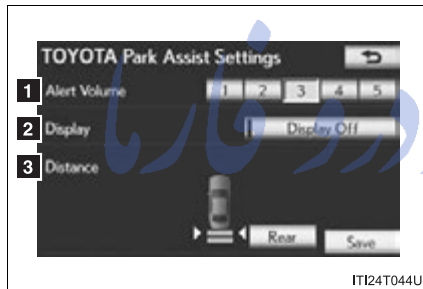 TOYOTA Park Assist Settings
1 Alert Volume 1 2 3 4 5
2 Display Display Off
3 Distance
Rear Save
ITI24T044U